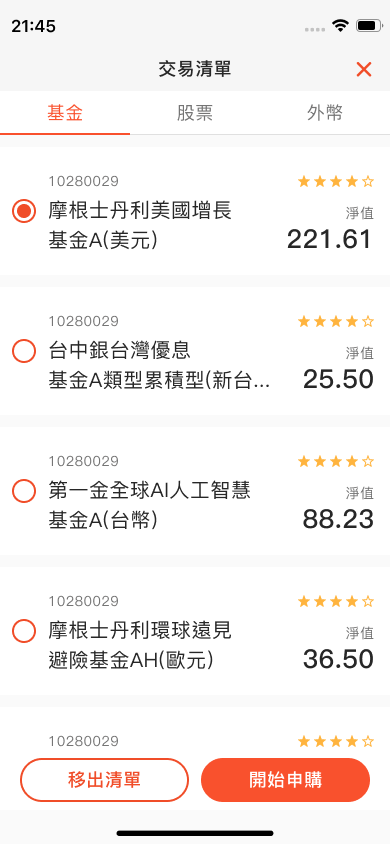 21:45
交易清單
基金
股票
外幣
10280029
摩根士丹利美國增長
基金A(美元)
淨值
221.61
10280029
台中銀台灣優息
基金A類型累積型(新台...
淨值
25.50
10280029
第一金全球AI人工智慧
基金A(台幣)
淨值
88.23
10280029
摩根士丹利環球遠見
避險基金AH(歐元)
淨值
36.50
10280029
移出清單
開始申購